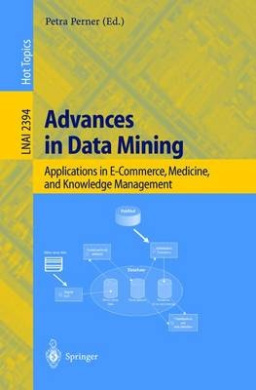 Petra Perner (Ed.)
Hot Topics
LNAI 2394
Advances
in Data Mining
Applications in E-Commerce, Medicine,
and Knowledge Management
Springer